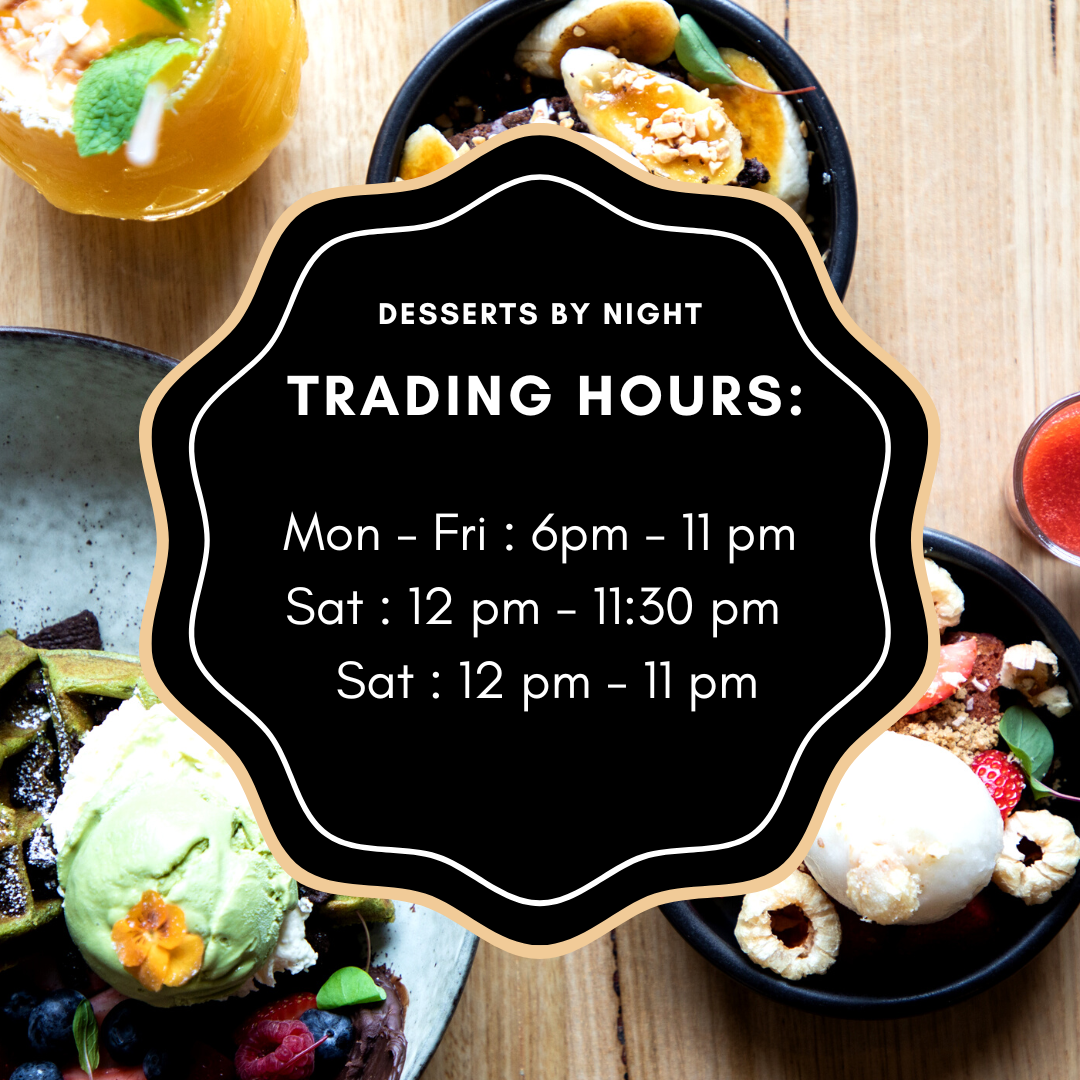 DESSERTS BY NIGHT
TRADING HOURS:
Mon - Fri : 6pm - 11 pm
Sat : 12 pm - 11:30 pm
Sat : 12 pm - 11 pm